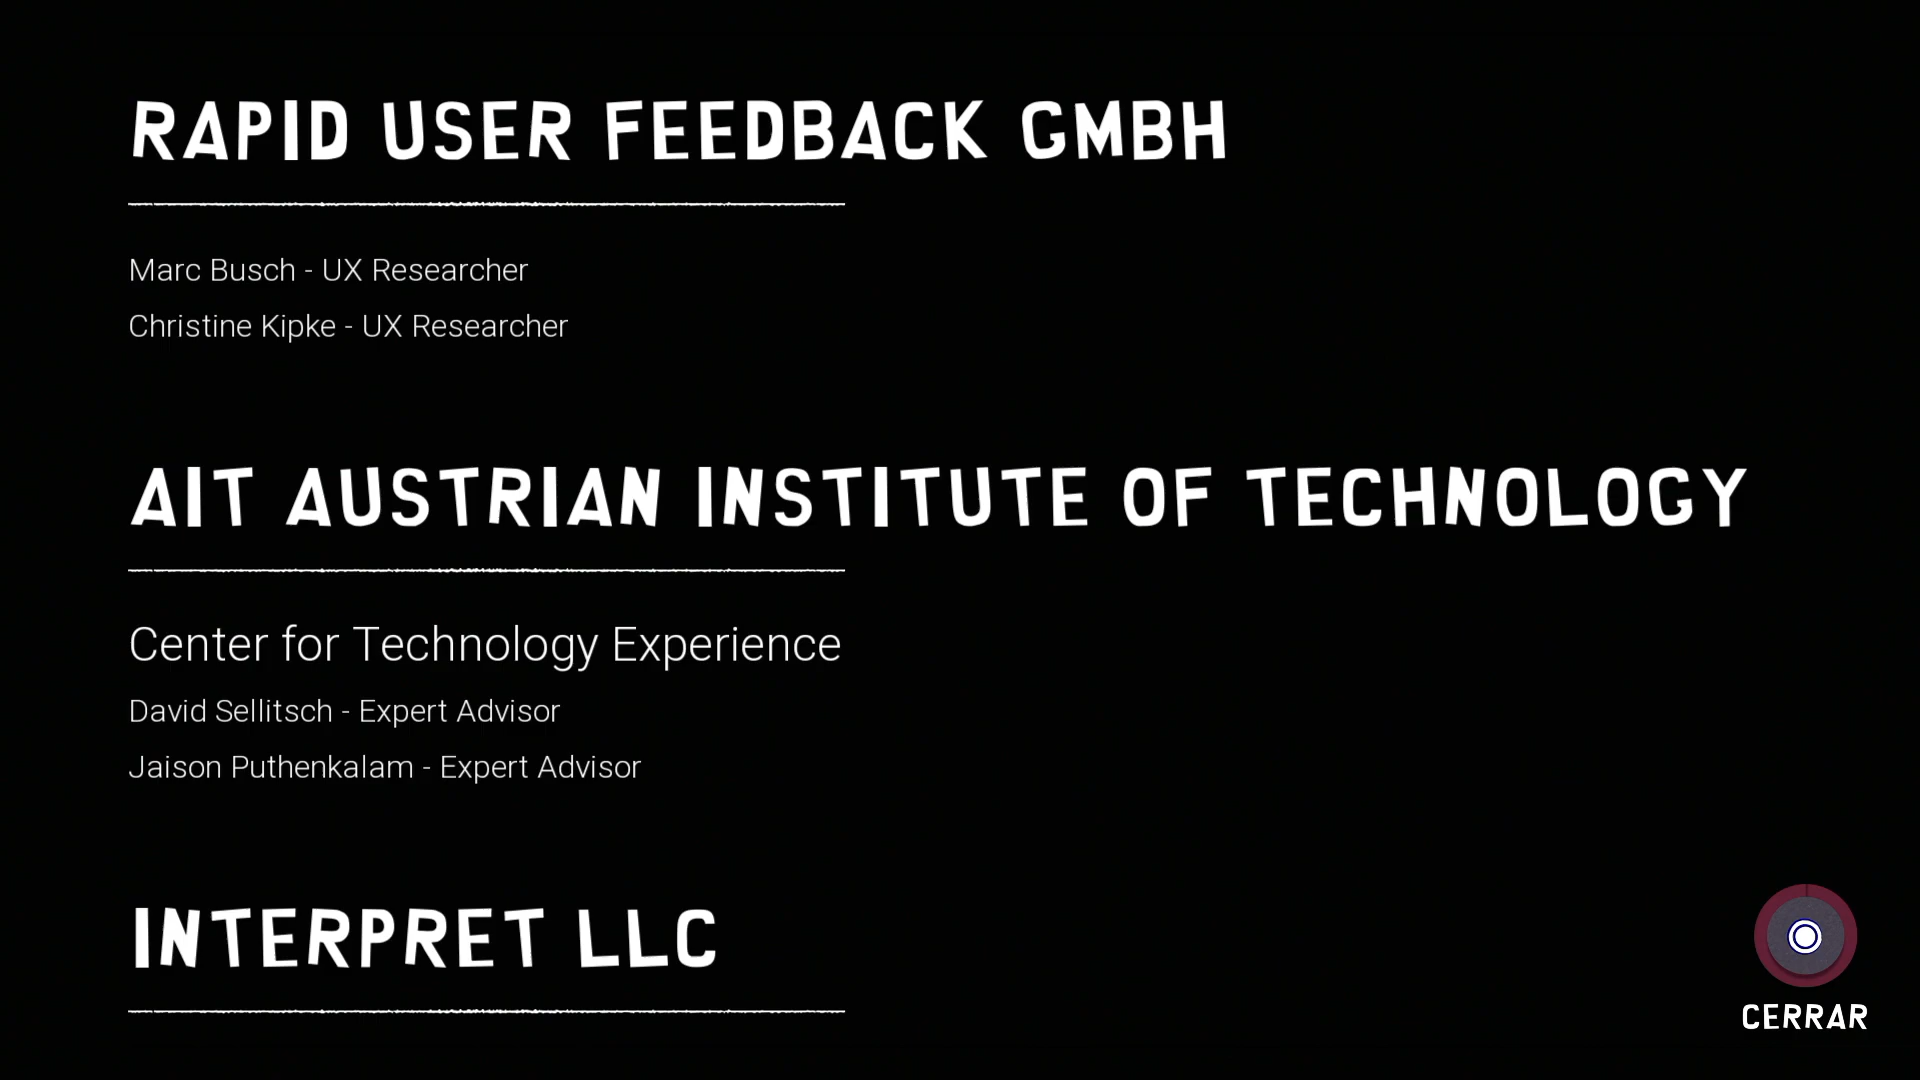 RAPID USER FEEDBACK GMBH
Marc Busch - UX Researcher
Christine Kipke - UX Researcher
AIT AUSTRIAN INSTITUTE OF TECHNOLOGY
Center for Technology Experience
David Sellitsch - Expert Advisor
Jaison Puthenkalam - Expert Advisor
INTERPRET LLC
CERRAR